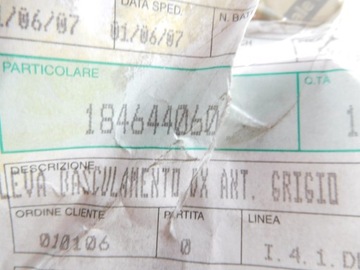 DATA SPED. N. BA
/06/07 01/06/07
PARTICOLARE Q.TA
184644060 1
DESCRIZIONE
LEVA BASCULAMENTO DX ANT. GRIGIO
ORDINE CLIENTE PARTITA LINEA
010106 0 I.4.1.D